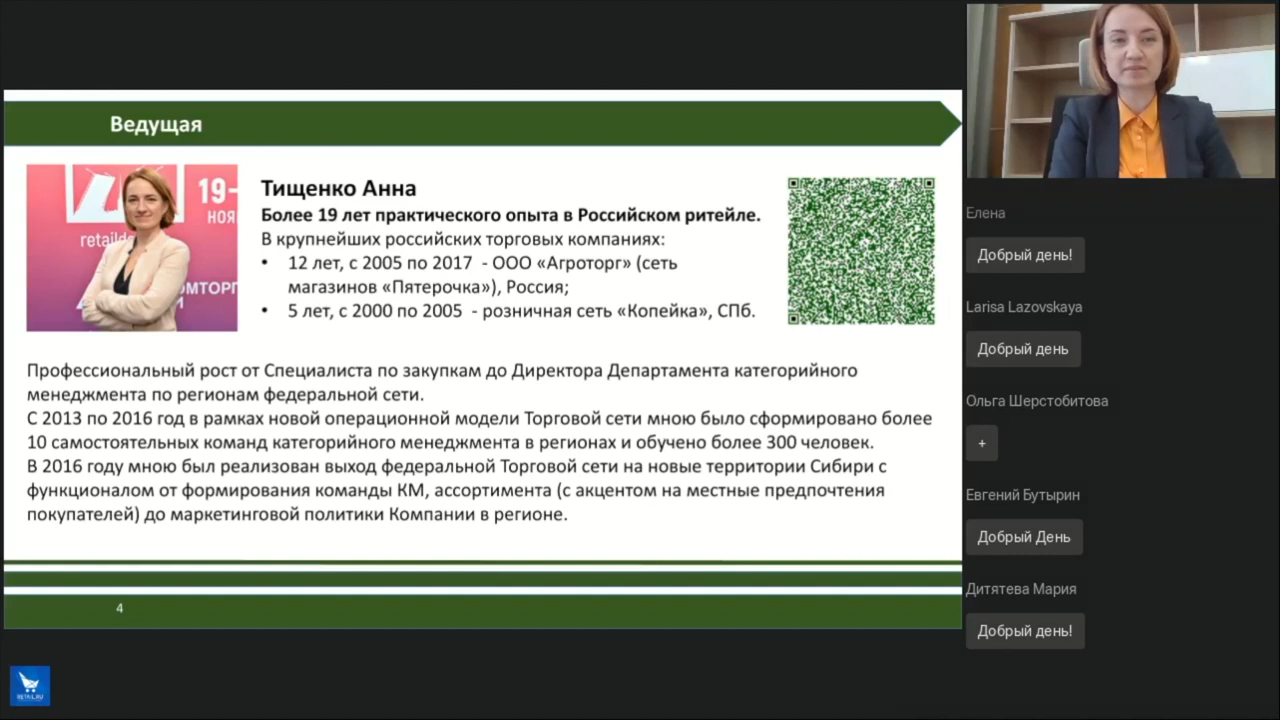 Ведущая
19-
НОЯ
retailde
ОМТОРГ
Тищенко Анна
Более 19 лет практического опыта в Российском ритейле.
В крупнейших российских торговых компаниях:
• 12 лет, с 2005 по 2017 - ООО «Агроторг» (сеть
магазинов «Пятерочка»), Россия;
• 5 лет, с 2000 по 2005 - розничная сеть «Копейка», СПб.
Профессиональный рост от Специалиста по закупкам до Директора Департамента категорийного
менеджмента по регионам федеральной сети.
С 2013 по 2016 год в рамках новой операционной модели Торговой сети мною было сформировано более
10 самостоятельных команд категорийного менеджмента в регионах и обучено более 300 человек.
В 2016 году мною был реализован выход федеральной Торговой сети на новые территории Сибири с
функционалом от формирования команды КМ, ассортимента (с акцентом на местные предпочтения
покупателей) до маркетинговой политики Компании в регионе.
4
RETAIL.RU
Елена
Добрый день!
Larisa Lazovskaya
Добрый день
Ольга Шерстобитова
+
Евгений Бутырин
Добрый День
Дитятева Мария
Добрый день!